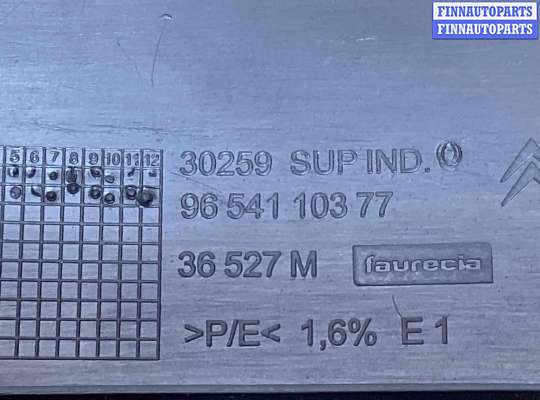 FINNAUTOPARTS
FINNAUTOPARTS
5 6 7 8 9 10 11 12
30259 SUP IND.
96 541 103 77
36 527 M faurecia
>P/E< 1,6% E 1